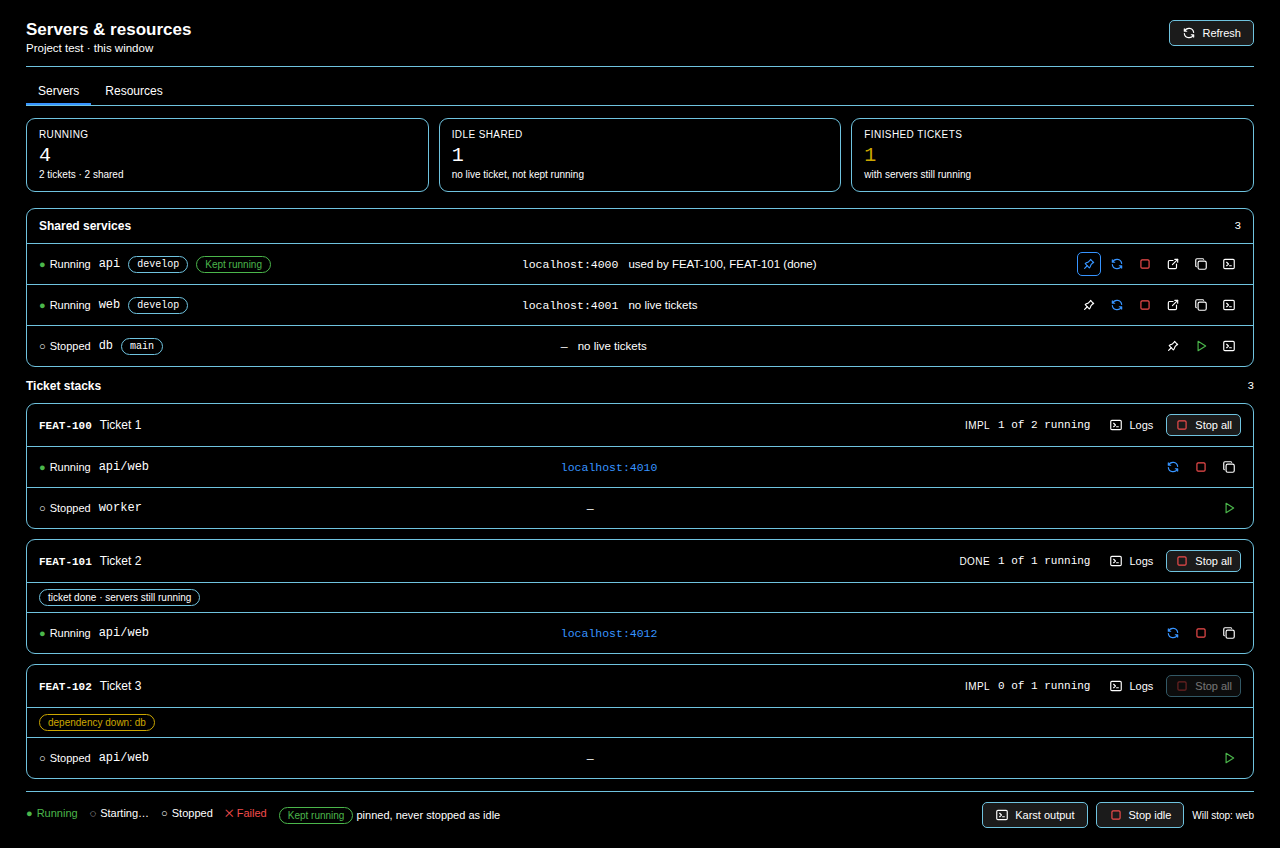 Servers & resources
Project test · this window
Refresh
Servers Resources
RUNNING
4
2 tickets · 2 shared
IDLE SHARED
1
no live ticket, not kept running
FINISHED TICKETS
1
with servers still running
Shared services 3
● Running api develop Kept running localhost:4000 used by FEAT-100, FEAT-101 (done)
● Running web develop localhost:4001 no live tickets
○ Stopped db main – no live tickets
Ticket stacks 3
FEAT-100 Ticket 1 IMPL 1 of 2 running Logs Stop all
● Running api/web localhost:4010
○ Stopped worker –
FEAT-101 Ticket 2 DONE 1 of 1 running Logs Stop all
ticket done · servers still running
● Running api/web localhost:4012
FEAT-102 Ticket 3 IMPL 0 of 1 running Logs Stop all
dependency down: db
○ Stopped api/web –
● Running ○ Starting… ○ Stopped ✕ Failed Kept running pinned, never stopped as idle Karst output Stop idle Will stop: web